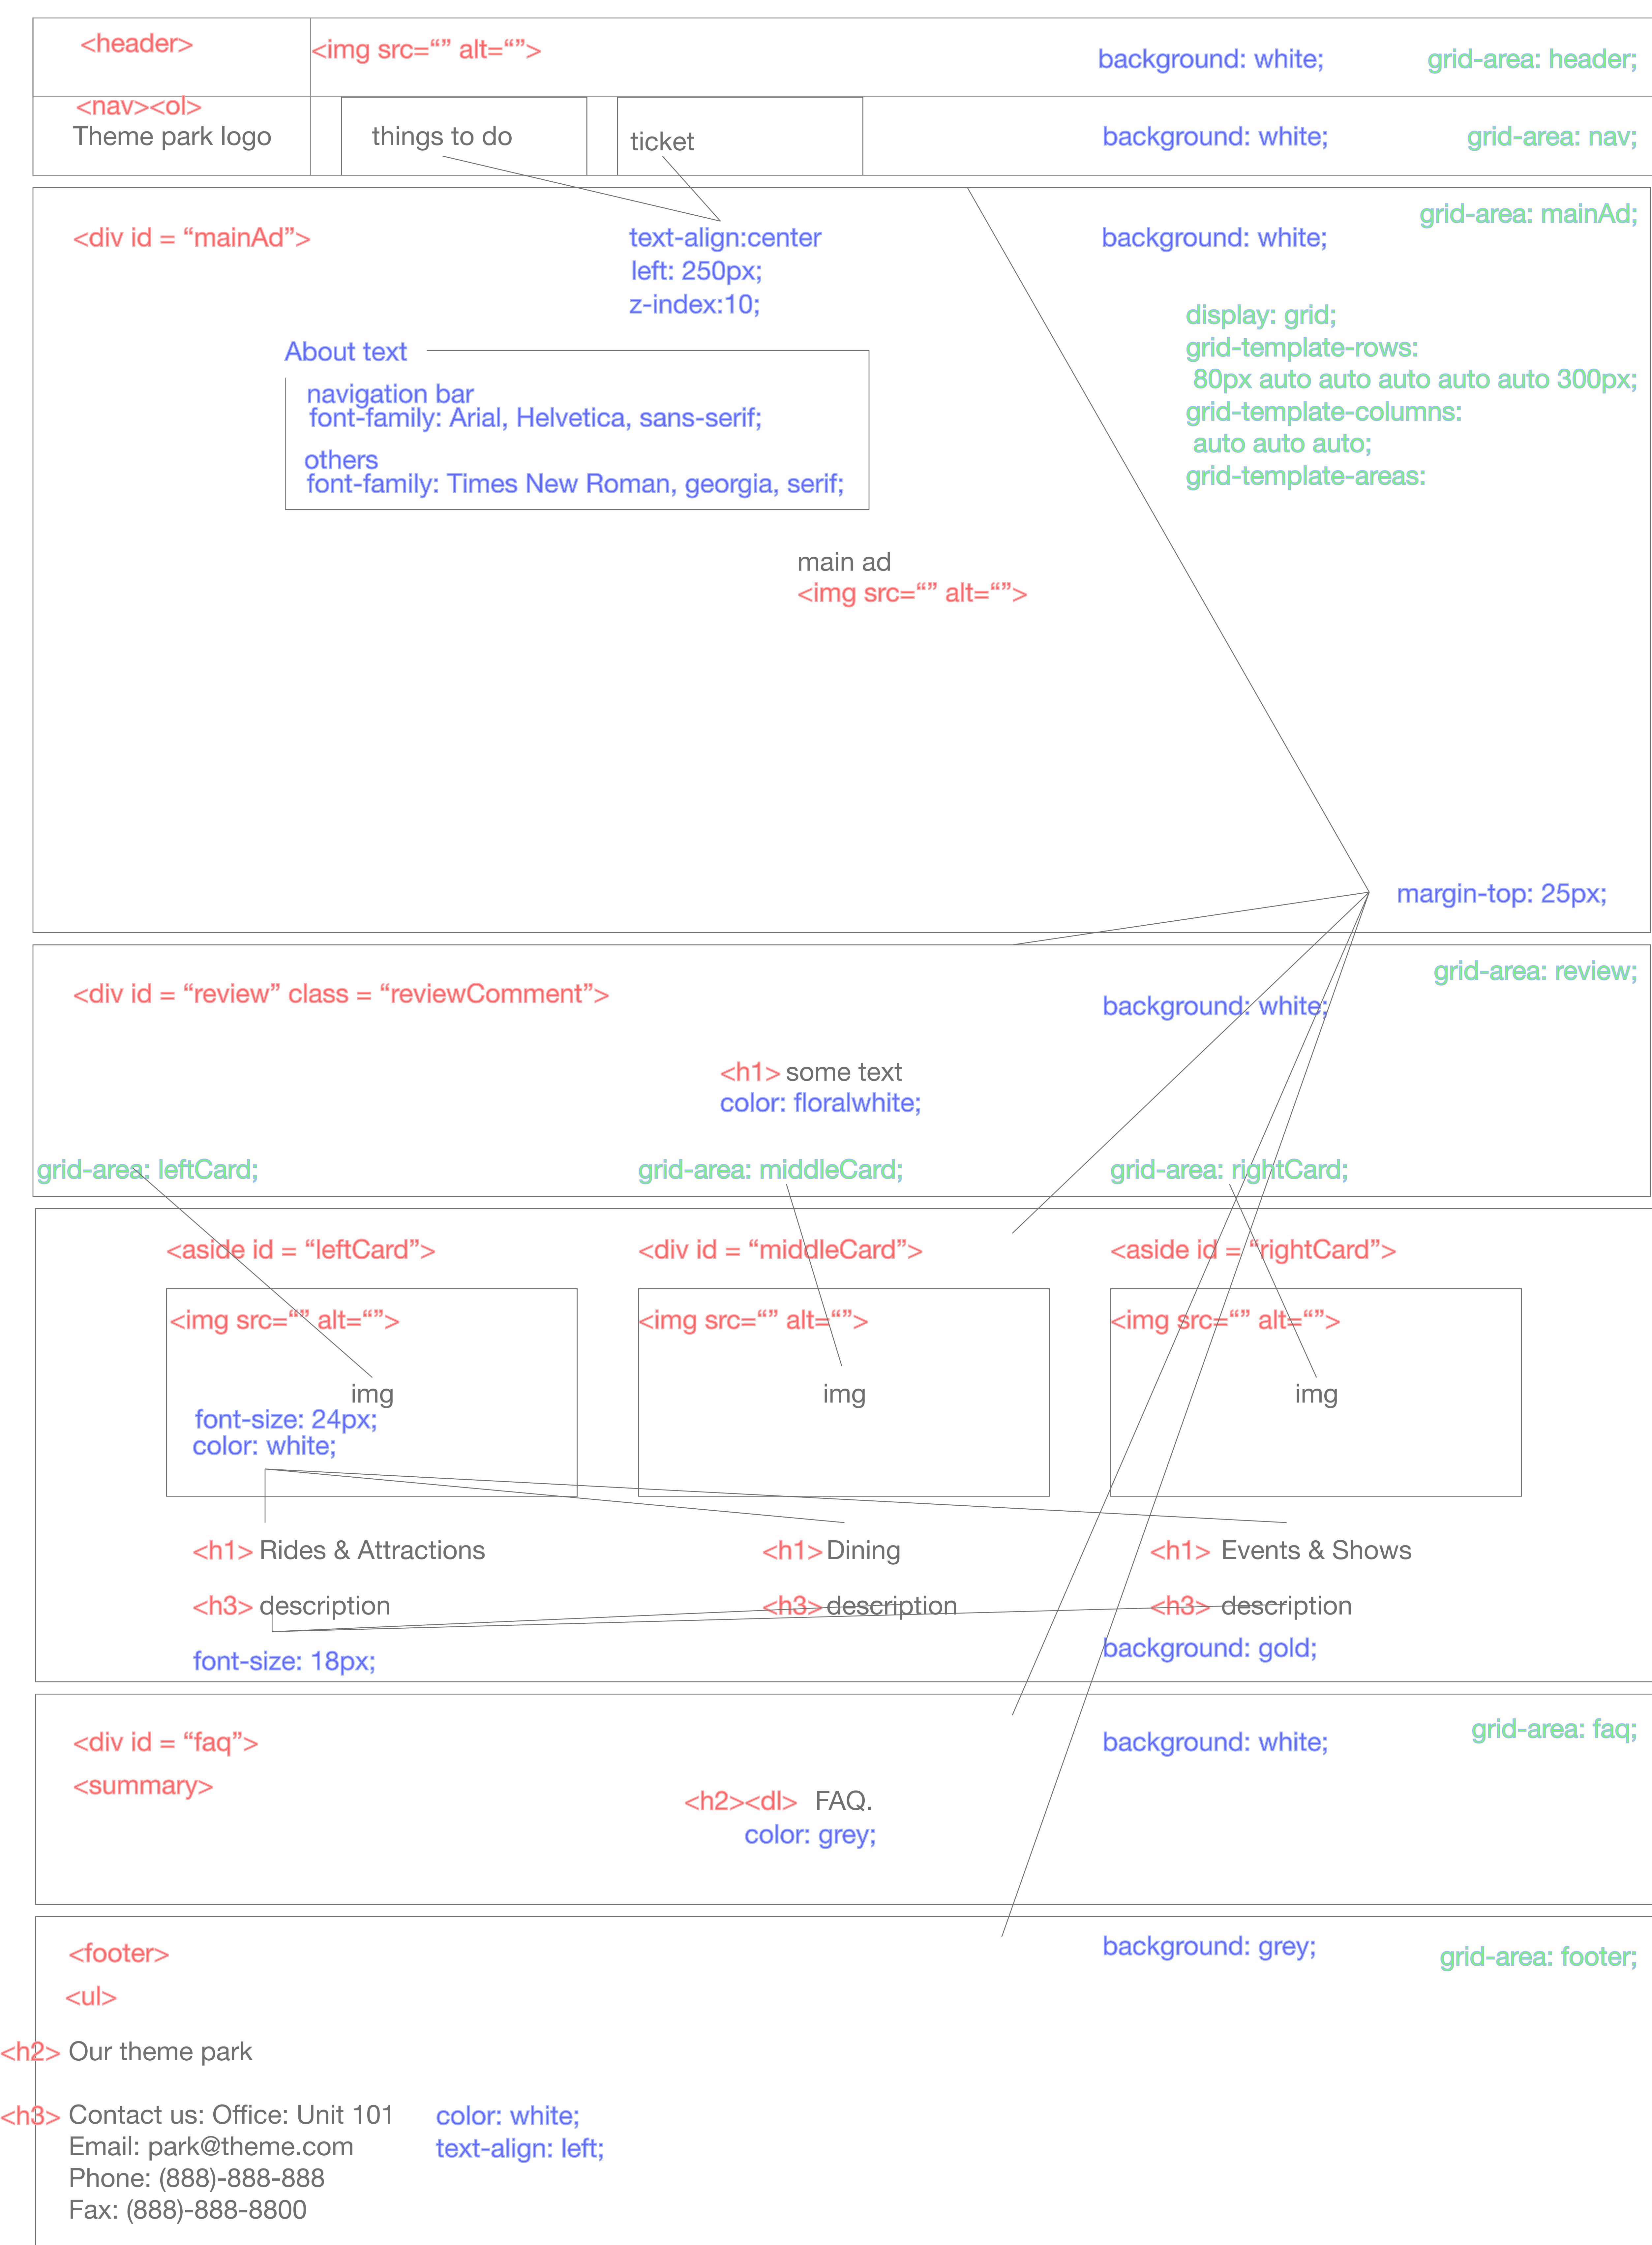 <header>
<img src=“” alt=“”>
background: white;
grid-area: header;
<nav><ol>
Theme park logo
things to do
ticket
background: white;
grid-area: nav;
grid-area: mainAd;
<div id = “mainAd”>
text-align:center
left: 250px;
z-index:10;
background: white;
display: grid;
grid-template-rows:
80px auto auto auto auto auto 300px;
grid-template-columns:
auto auto auto;
grid-template-areas:
About text
navigation bar
font-family: Arial, Helvetica, sans-serif;
others
font-family: Times New Roman, georgia, serif;
main ad
<img src=“” alt=“”>
margin-top: 25px;
grid-area: review;
<div id = “review” class = “reviewComment”>
background: white;
<h1> some text
color: floralwhite;
grid-area: leftCard;
grid-area: middleCard;
grid-area: rightCard;
<aside id = “leftCard”>
<div id = “middleCard”>
<aside id = “rightCard”>
<img src=“” alt=“”>
<img src=“” alt=“”>
<img src=“” alt=“”>
img
img
img
font-size: 24px;
color: white;
<h1> Rides & Attractions
<h1> Dining
<h1> Events & Shows
<h3> description
<h3> description
<h3> description
font-size: 18px;
background: gold;
<div id = “faq”>
background: white;
grid-area: faq;
<summary>
<h2><dl> FAQ.
color: grey;
<footer>
background: grey;
grid-area: footer;
<ul>
<h2> Our theme park
<h3> Contact us: Office: Unit 101
Email: park@theme.com
Phone: (888)-888-888
Fax: (888)-888-8800
color: white;
text-align: left;